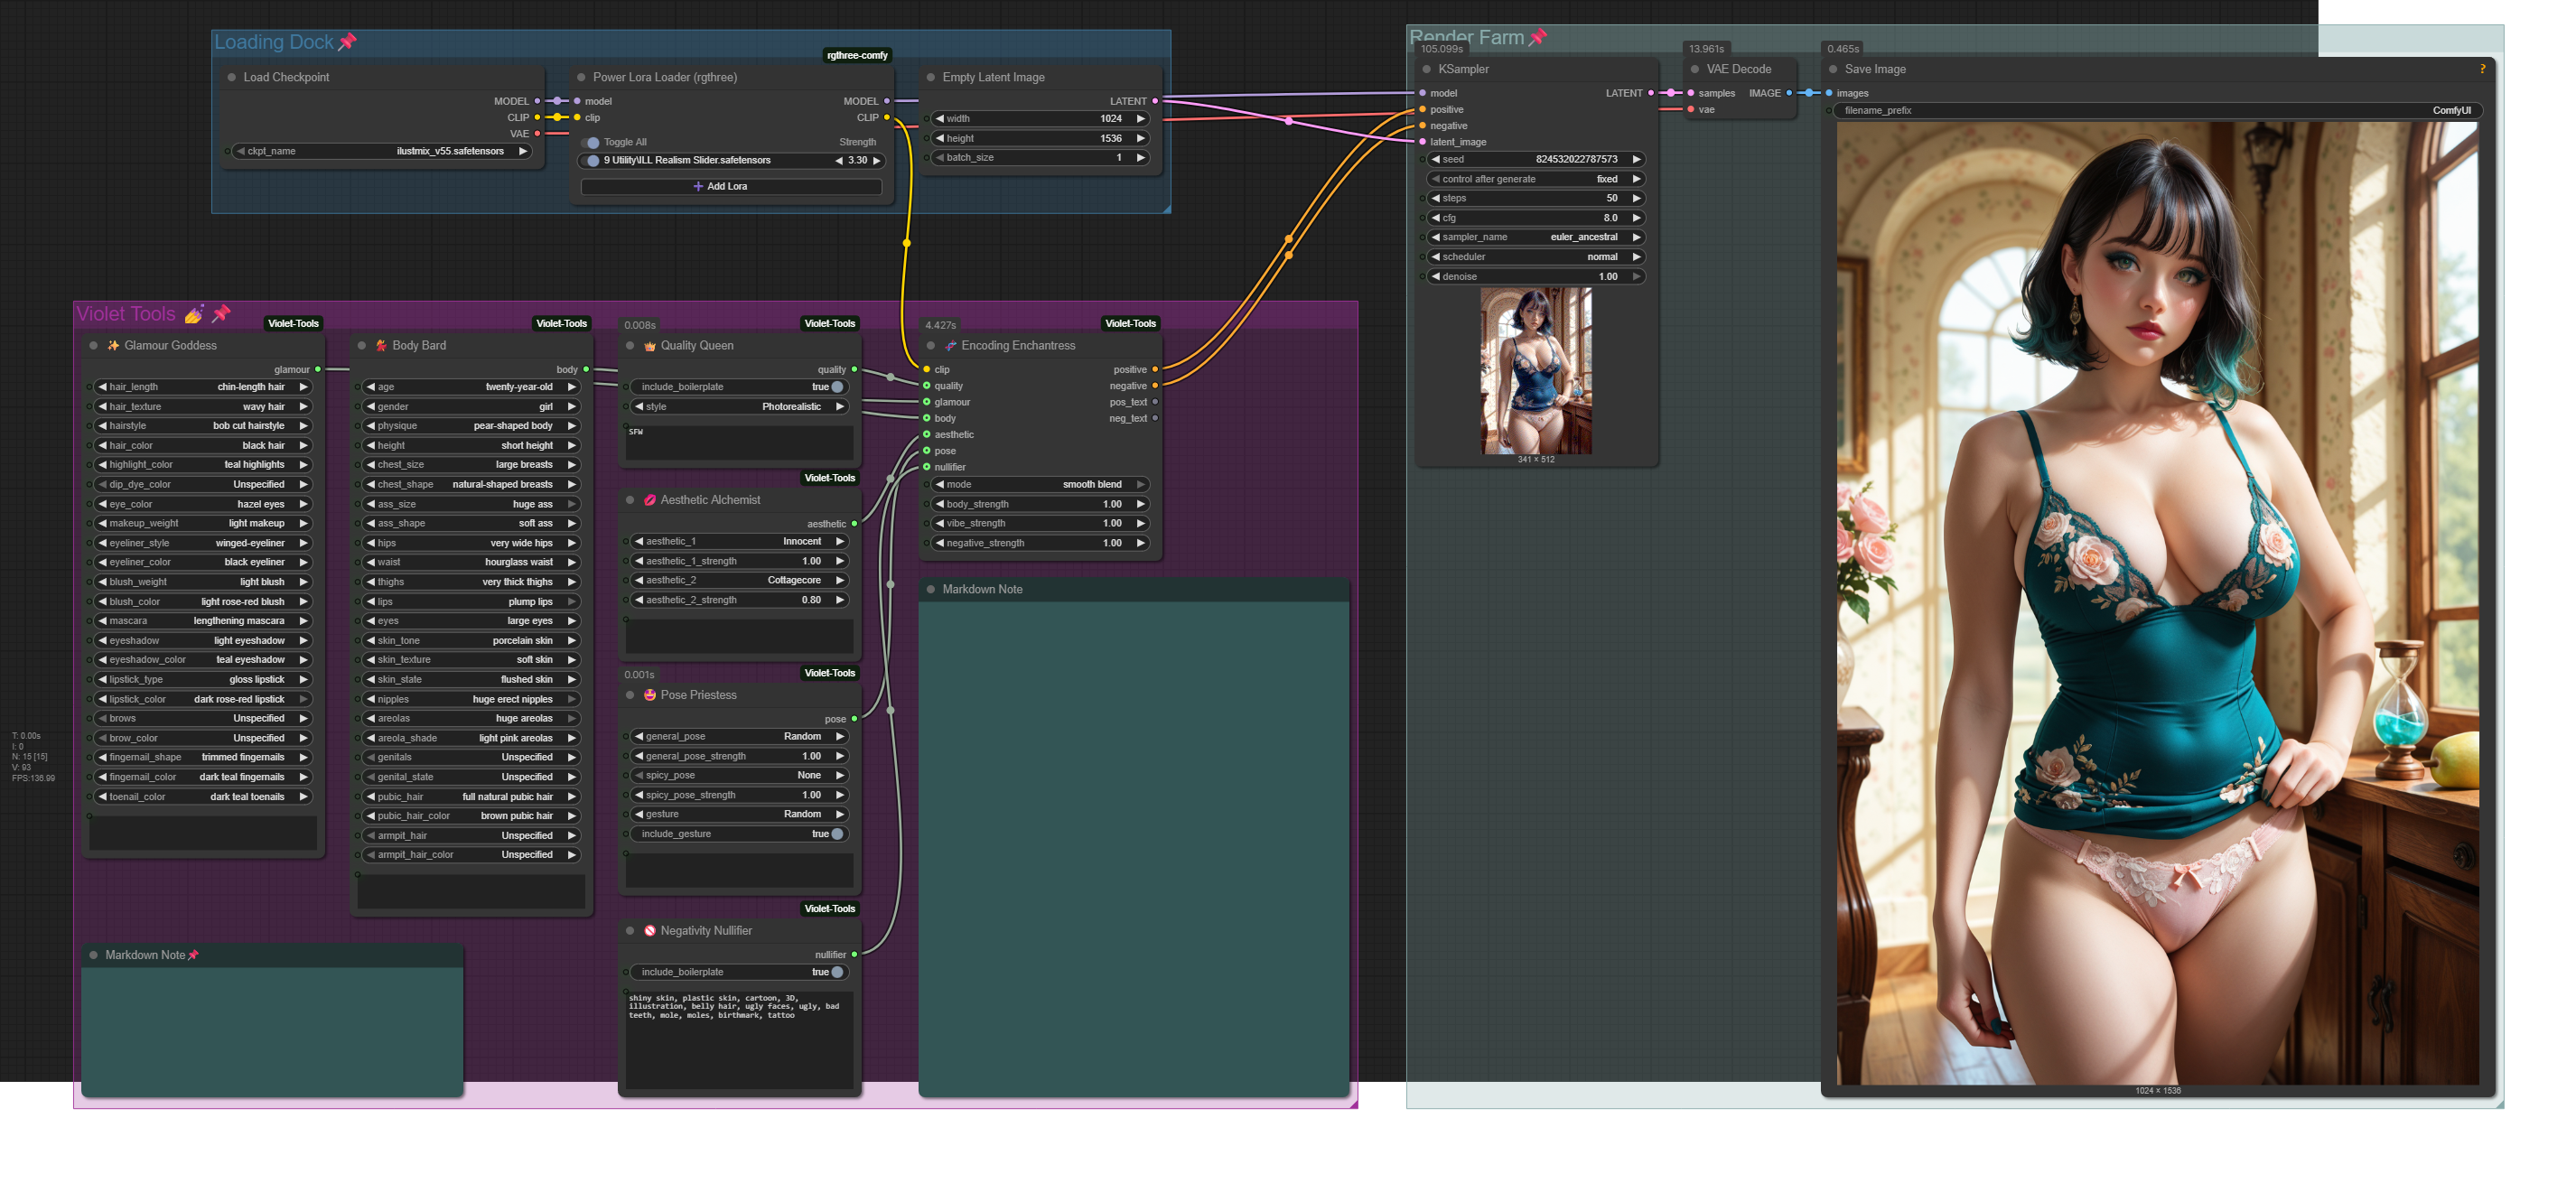 Loading Dock
rgthree-comfy
Load Checkpoint
MODEL
CLIP
VAE
ckpt_name ilustmix_v55.safetensors
Power Lora Loader (rgthree)
model MODEL
clip CLIP
Toggle All Strength
9 Utility\ILL Realism Slider.safetensors 3.30
+ Add Lora
Empty Latent Image
LATENT
width 1024
height 1536
batch_size 1
Violet Tools
Violet-Tools
Glamour Goddess
glamour
hair_length chin-length hair
hair_texture wavy hair
hairstyle bob cut hairstyle
hair_color black hair
highlight_color teal highlights
dip_dye_color Unspecified
eye_color hazel eyes
makeup_weight light makeup
eyeliner_style winged-eyeliner
eyeliner_color black eyeliner
blush_weight light blush
blush_color light rose-red blush
mascara lengthening mascara
eyeshadow light eyeshadow
eyeshadow_color teal eyeshadow
lipstick_type gloss lipstick
lipstick_color dark rose-red lipstick
brows Unspecified
brow_color Unspecified
fingernail_shape trimmed fingernails
fingernail_color dark teal fingernails
toenail_color dark teal toenails
Violet-Tools
Body Bard
body
age twenty-year-old
gender girl
physique pear-shaped body
height short height
chest_size large breasts
chest_shape natural-shaped breasts
ass_size huge ass
ass_shape soft ass
hips very wide hips
waist hourglass waist
thighs very thick thighs
lips plump lips
eyes large eyes
skin_tone porcelain skin
skin_texture soft skin
skin_state flushed skin
nipples huge erect nipples
areolas huge areolas
areola_shade light pink areolas
genitals Unspecified
genital_state Unspecified
pubic_hair full natural pubic hair
pubic_hair_color brown pubic hair
armpit_hair Unspecified
armpit_hair_color Unspecified
0.008s Violet-Tools
Quality Queen
quality
include_boilerplate true
style Photorealistic
SFW
Violet-Tools
Aesthetic Alchemist
aesthetic
aesthetic_1 Innocent
aesthetic_1_strength 1.00
aesthetic_2 Cottagecore
aesthetic_2_strength 0.80
0.001s Violet-Tools
Pose Priestess
pose
general_pose Random
general_pose_strength 1.00
spicy_pose None
spicy_pose_strength 1.00
gesture Random
include_gesture true
Violet-Tools
Negativity Nullifier
nullifier
include_boilerplate true
shiny skin, plastic skin, cartoon, 3D,
illustration, belly hair, ugly faces, ugly, bad
teeth, mole, moles, birthmark, tattoo
4.427s Violet-Tools
Encoding Enchantress
clip positive
quality negative
glamour pos_text
body neg_text
aesthetic
pose
nullifier
mode smooth blend
body_strength 1.00
vibe_strength 1.00
negative_strength 1.00
Markdown Note
Markdown Note
T: 0.00s
I: 0
N: 15 [15]
V: 93
FPS:136.99
Render Farm
105.099s
KSampler
model LATENT
positive
negative
latent_image
seed 824532022787573
control after generate fixed
steps 50
cfg 8.0
sampler_name euler_ancestral
scheduler normal
denoise 1.00
341 × 512
13.961s
VAE Decode
samples IMAGE
vae
0.465s
Save Image ?
images
filename_prefix ComfyUI
1024 × 1536